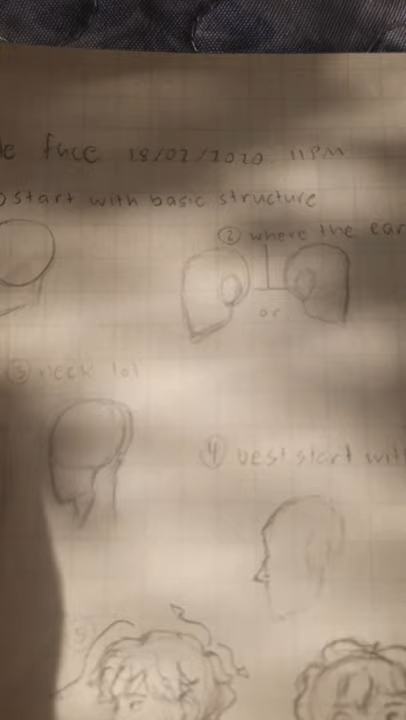 face 18/02/2020 11PM
start with basic structure
② where the ear
or
③ neck lol
④ best start with
⑤